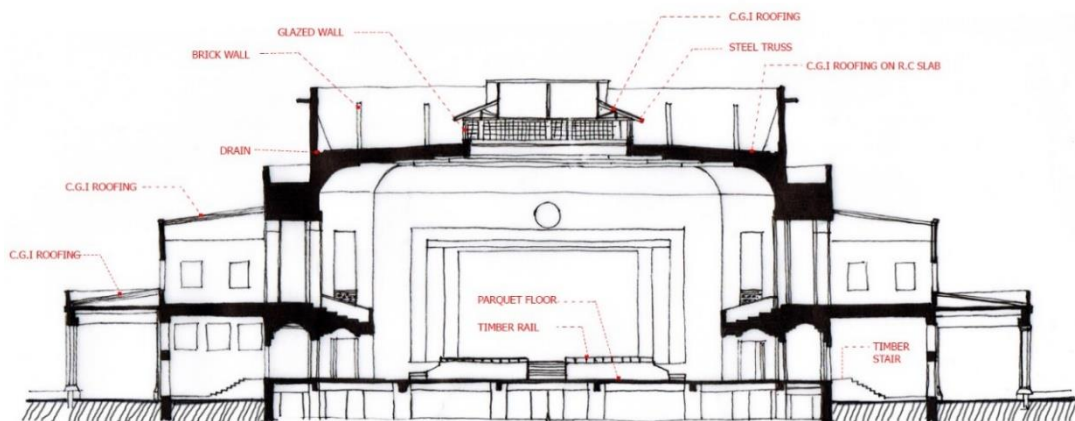 C.G.I ROOFING
GLAZED WALL
STEEL TRUSS
BRICK WALL
C.G.I ROOFING ON R.C SLAB
DRAIN
C.G.I ROOFING
C.G.I ROOFING
PARQUET FLOOR
TIMBER RAIL
TIMBER
STAIR